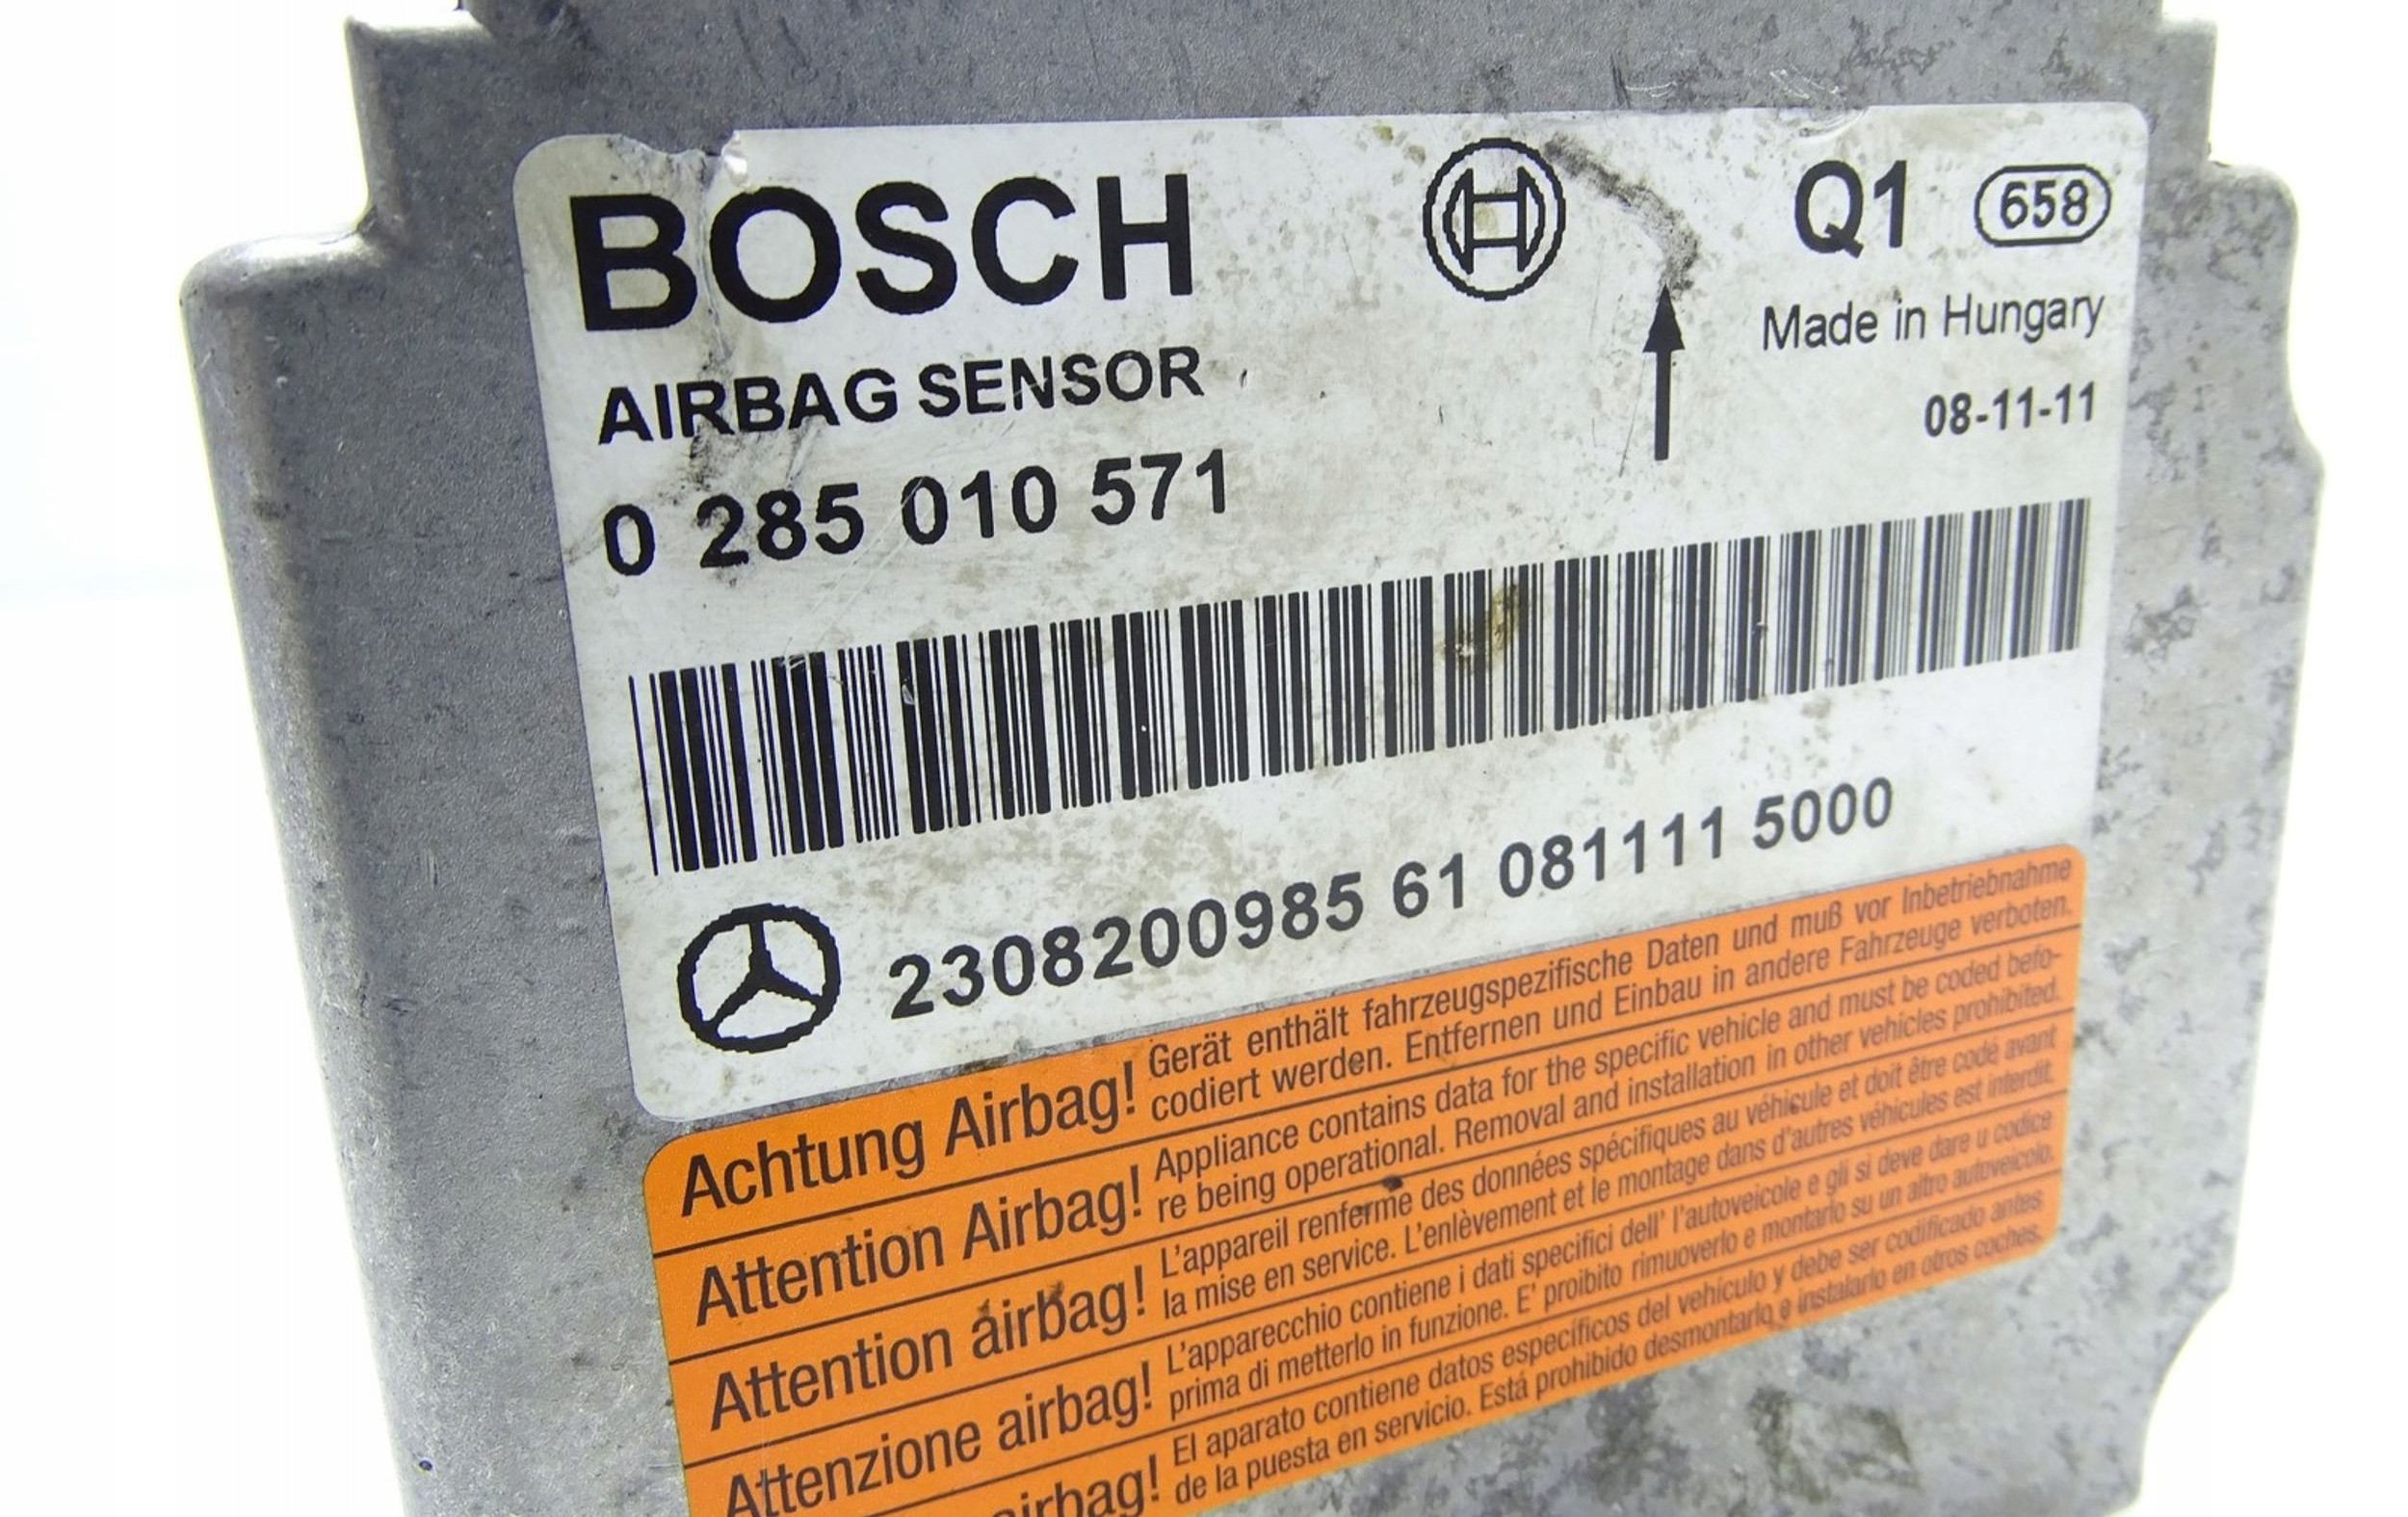 BOSCH
Q1 658
Made in Hungary
AIRBAG SENSOR
08-11-11
0 285 010 571
2308200985 61 081111 5000
Achtung Airbag! Gerät enthält fahrzeugspezifische Daten und muß vor Inbetriebnahme
codiert werden. Entfernen und Einbau in andere Fahrzeuge verboten.
Attention Airbag! Appliance contains data for the specific vehicle and must be coded befo-
re being operational. Removal and installation in other vehicles prohibited.
Attention airbag! L'appareil renferme des données spécifiques au véhicule et doit être codé avant
la mise en service. L'enlèvement et le montage dans d'autres véhicules est interdit.
Attenzione airbag! L'apparecchio contiene i dati specifici dell' l'autoveicole e gli si deve dare u codice
prima di metterlo in funzione. E' proibito rimuoverlo e montarlo su un altro autoveicolo.
airbag! El aparato contiene datos específicos del vehículo y debe ser codificado antes
de la puesta en servicio. Está prohibido desmontarlo e instalarlo en otros coches.